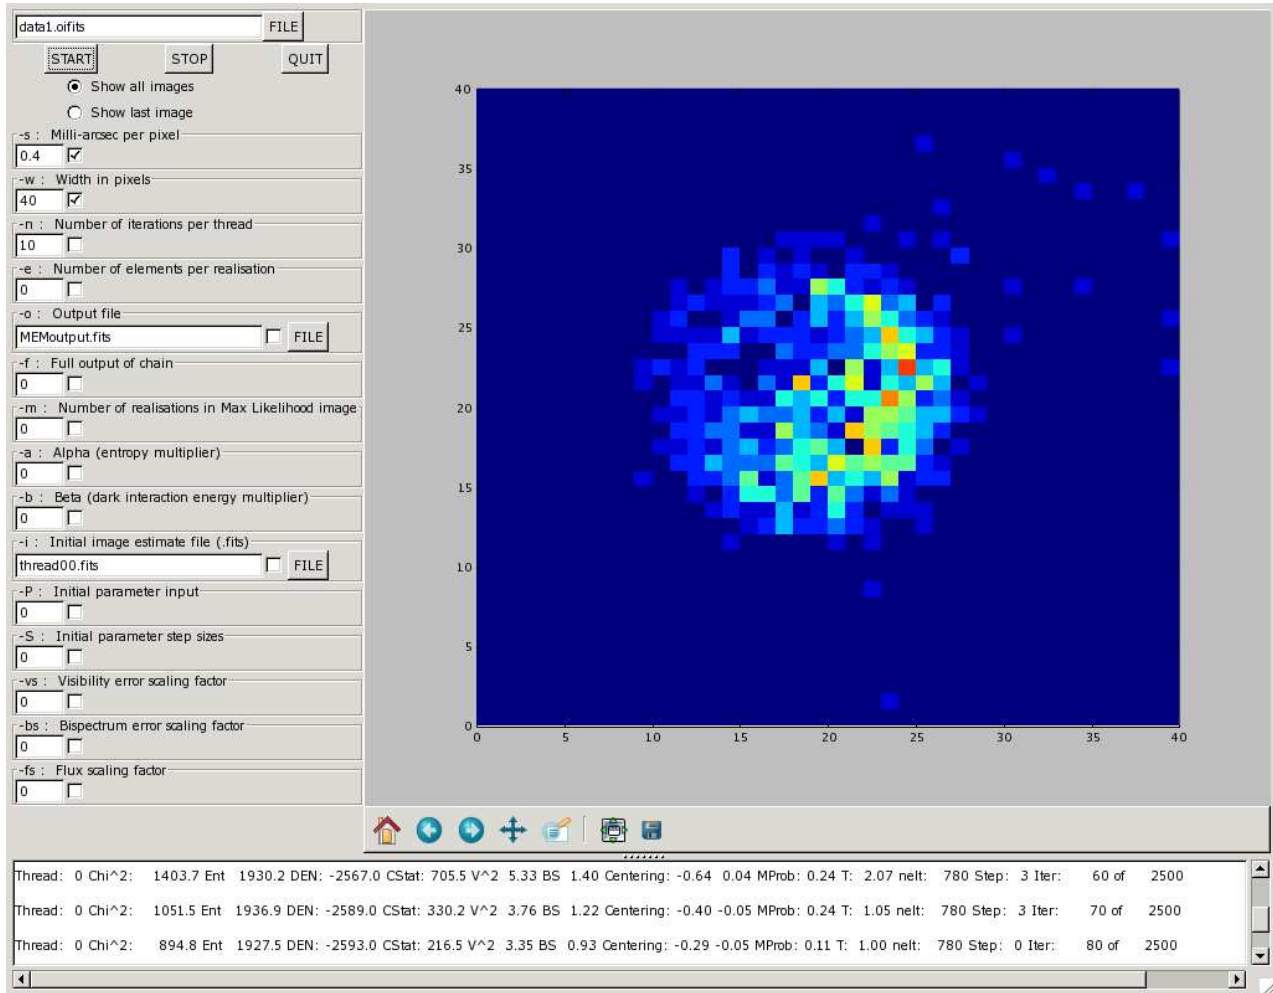 data1.oifits FILE
START STOP QUIT
Show all images
Show last image
-s : Milli-arcsec per pixel
0.4
-w : Width in pixels
40
-n : Number of iterations per thread
10
-e : Number of elements per realisation
0
-o : Output file
MEMoutput.fits FILE
-f : Full output of chain
0
-m : Number of realisations in Max Likelihood image
0
-a : Alpha (entropy multiplier)
0
-b : Beta (dark interaction energy multiplier)
0
-i : Initial image estimate file (.fits)
thread00.fits FILE
-P : Initial parameter input
0
-S : Initial parameter step sizes
0
-vs : Visibility error scaling factor
0
-bs : Bispectrum error scaling factor
0
-fs : Flux scaling factor
0
40
35
30
25
20
15
10
5
0
0 5 10 15 20 25 30 35 40
Thread: 0 Chi^2: 1403.7 Ent 1930.2 DEN: -2567.0 CStat: 705.5 V^2 5.33 BS 1.40 Centering: -0.64 0.04 MProb: 0.24 T: 2.07 nelt: 780 Step: 3 Iter: 60 of 2500
Thread: 0 Chi^2: 1051.5 Ent 1936.9 DEN: -2589.0 CStat: 330.2 V^2 3.76 BS 1.22 Centering: -0.40 -0.05 MProb: 0.24 T: 1.05 nelt: 780 Step: 3 Iter: 70 of 2500
Thread: 0 Chi^2: 894.8 Ent 1927.5 DEN: -2593.0 CStat: 216.5 V^2 3.35 BS 0.93 Centering: -0.29 -0.05 MProb: 0.11 T: 1.00 nelt: 780 Step: 0 Iter: 80 of 2500